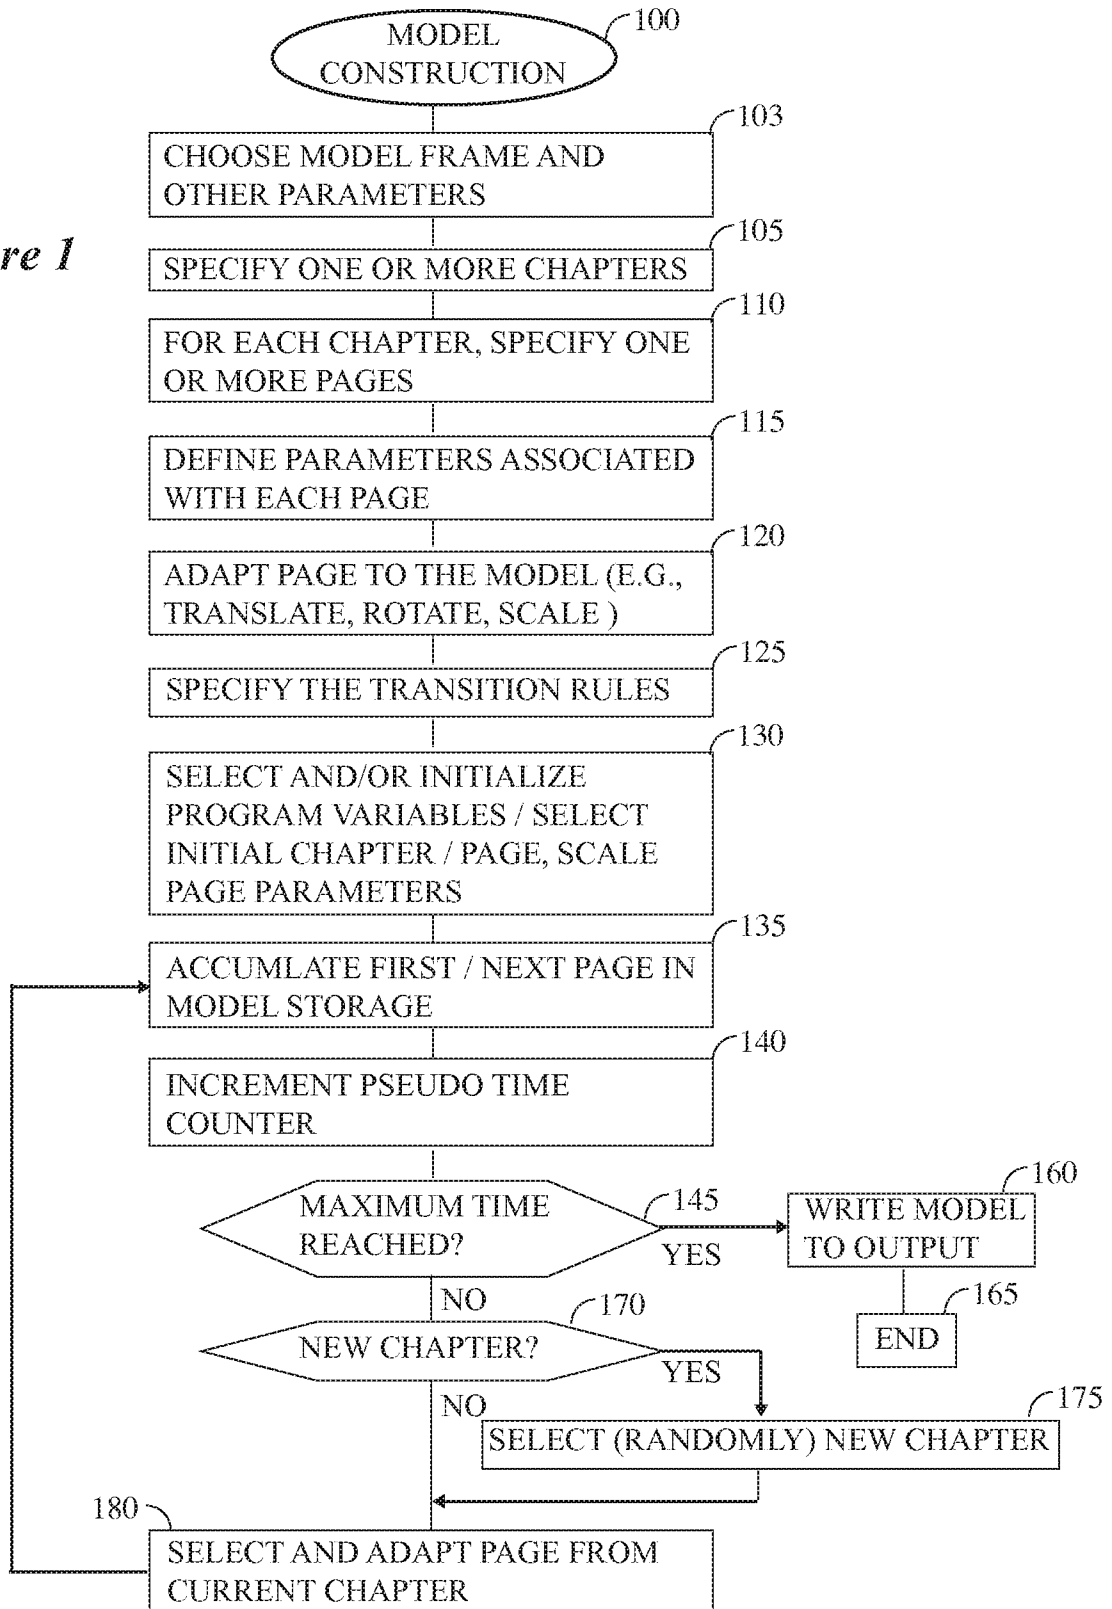 MODEL
CONSTRUCTION
100
103
CHOOSE MODEL FRAME AND
OTHER PARAMETERS
re 1
105
SPECIFY ONE OR MORE CHAPTERS
110
FOR EACH CHAPTER, SPECIFY ONE
OR MORE PAGES
115
DEFINE PARAMETERS ASSOCIATED
WITH EACH PAGE
120
ADAPT PAGE TO THE MODEL (E.G.,
TRANSLATE, ROTATE, SCALE )
125
SPECIFY THE TRANSITION RULES
130
SELECT AND/OR INITIALIZE
PROGRAM VARIABLES / SELECT
INITIAL CHAPTER / PAGE, SCALE
PAGE PARAMETERS
135
ACCUMLATE FIRST / NEXT PAGE IN
MODEL STORAGE
140
INCREMENT PSEUDO TIME
COUNTER
MAXIMUM TIME
REACHED?
145
YES
160
WRITE MODEL
TO OUTPUT
165
END
NO
170
NEW CHAPTER?
YES
NO
175
SELECT (RANDOMLY) NEW CHAPTER
180
SELECT AND ADAPT PAGE FROM
CURRENT CHAPTER